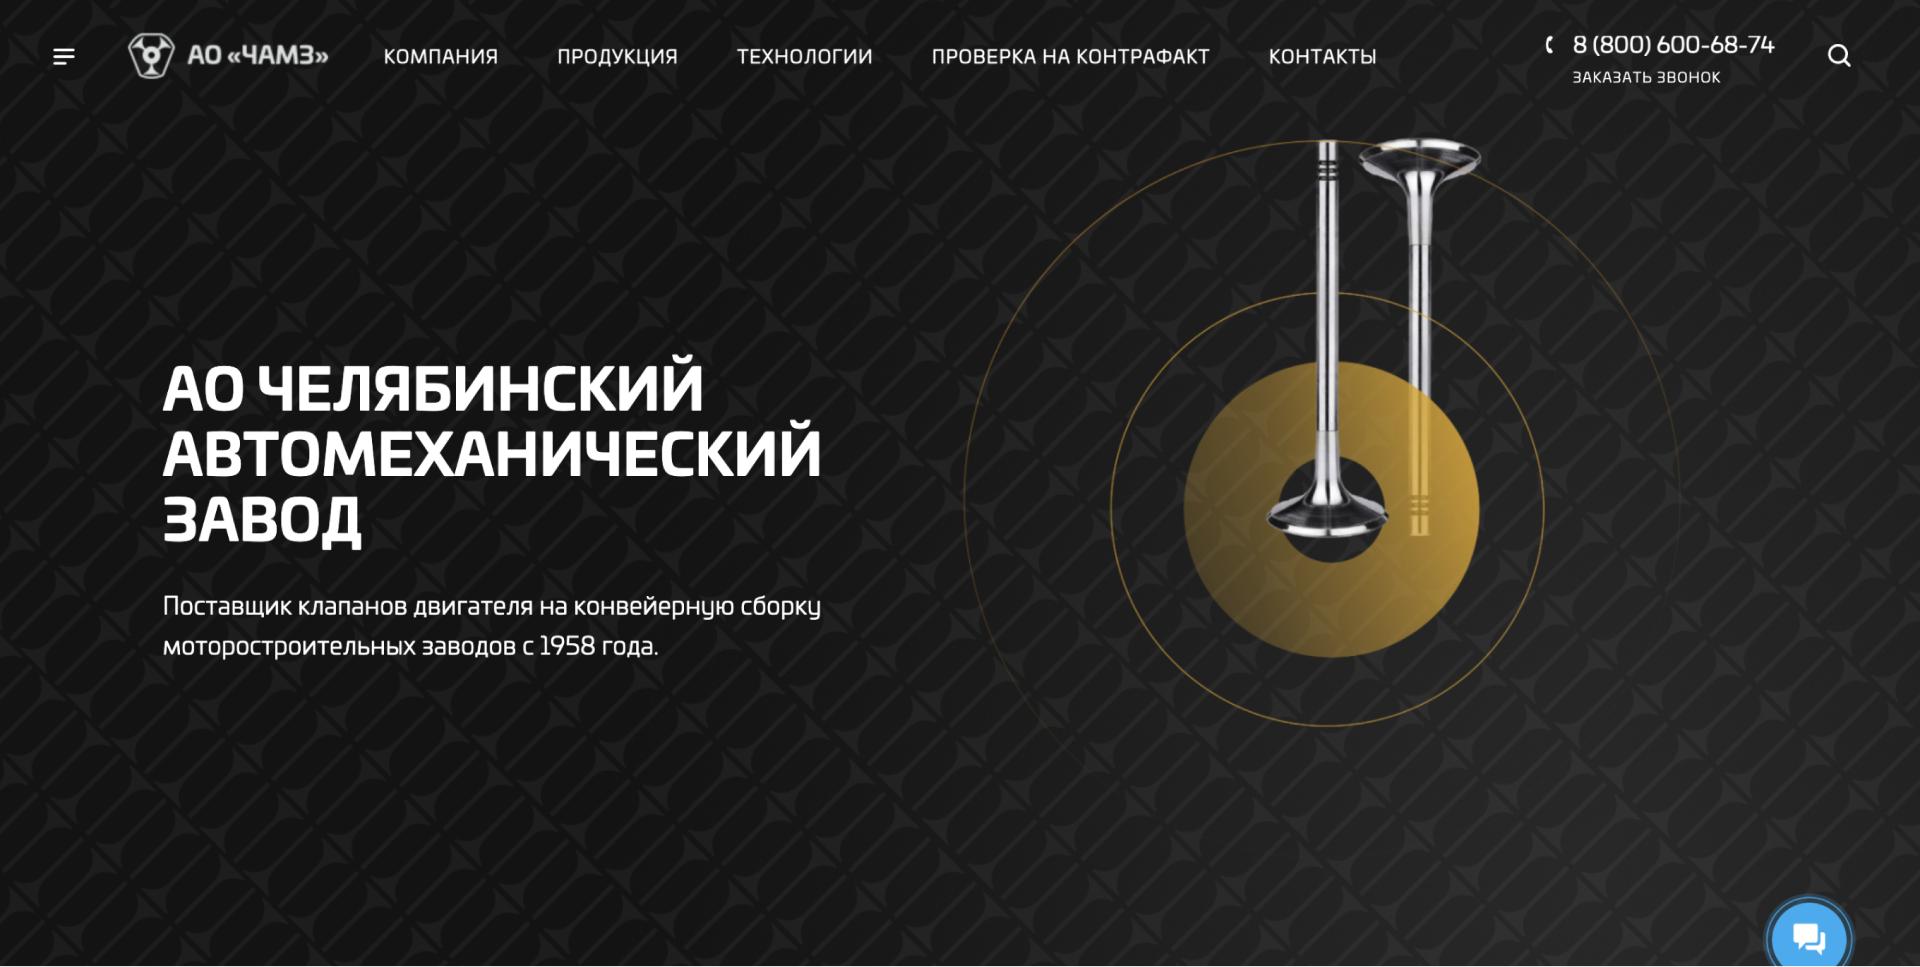 АО «ЧАМЗ»
КОМПАНИЯ
ПРОДУКЦИЯ
ТЕХНОЛОГИИ
ПРОВЕРКА НА КОНТРАФАКТ
КОНТАКТЫ
8 (800) 600-68-74
ЗАКАЗАТЬ ЗВОНОК
АО ЧЕЛЯБИНСКИЙ
АВТОМЕХАНИЧЕСКИЙ
ЗАВОД
Поставщик клапанов двигателя на конвейерную сборку
моторостроительных заводов с 1958 года.